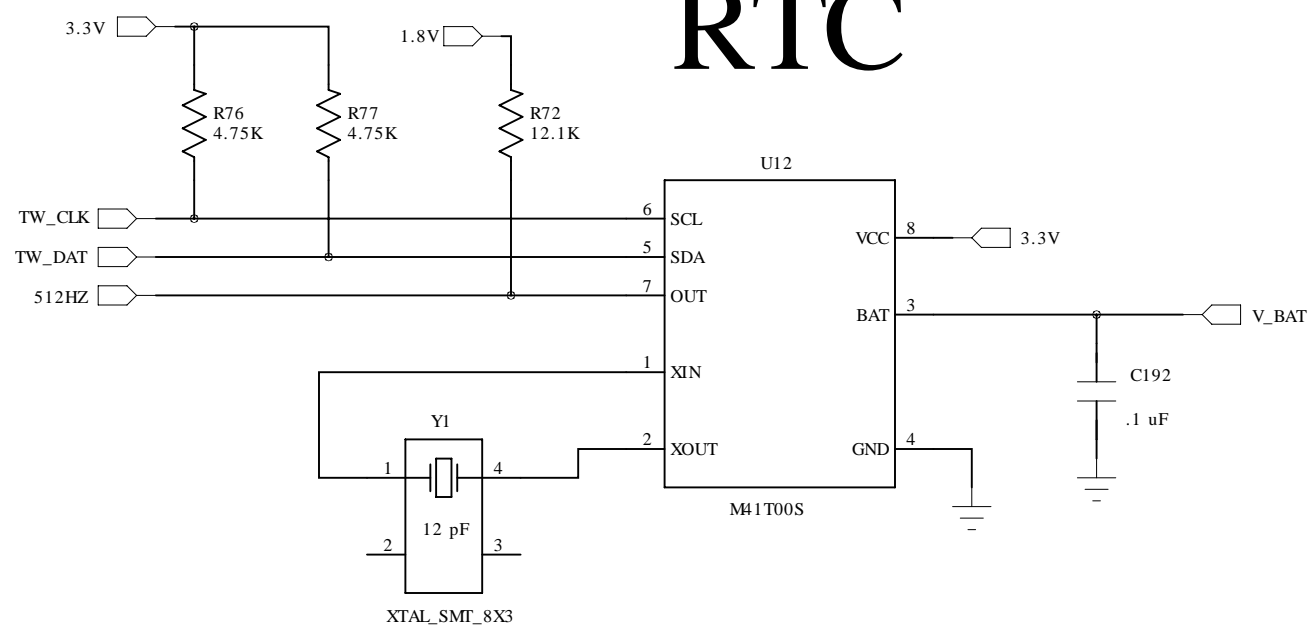 RTC
3.3V
1.8V
R76
4.75K
R77
4.75K
R72
12.1K
U12
TW_CLK
6
SCL
VCC
8
3.3V
TW_DAT
5
SDA
512HZ
7
OUT
BAT
3
V_BAT
1
XIN
C192
.1 uF
Y1
2
XOUT
GND
4
1
4
M41T00S
12 pF
2
3
XTAL_SMT_8X3